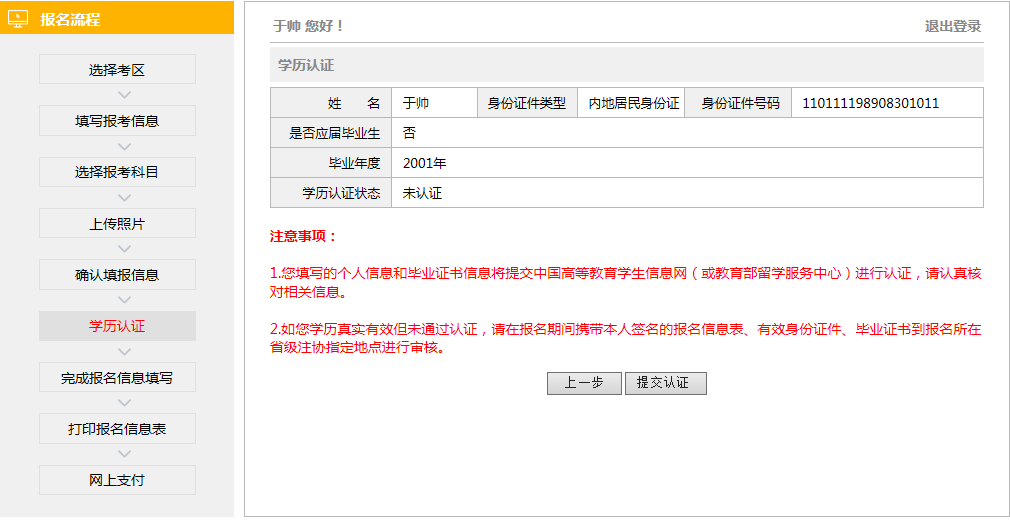 报名流程
选择考区
填写报考信息
选择报考科目
上传照片
确认填报信息
学历认证
完成报名信息填写
打印报名信息表
网上支付
于帅 您好！
退出登录
学历认证
姓 名 于帅 身份证件类型 内地居民身份证 身份证件号码 110111198908301011
是否应届毕业生 否
毕业年度 2001年
学历认证状态 未认证
注意事项：
1.您填写的个人信息和毕业证书信息将提交中国高等教育学生信息网（或教育部留学服务中心）进行认证，请认真核
对相关信息。
2.如您学历真实有效但未通过认证，请在报名期间携带本人签名的报名信息表、有效身份证件、毕业证书到报名所在
省级注协指定地点进行审核。
上一步 提交认证